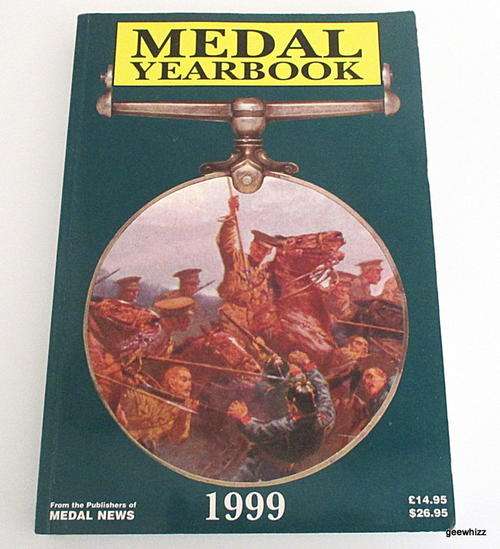 MEDAL
YEARBOOK
From the Publishers of
MEDAL NEWS
1999
£14.95
$26.95
geewhizz